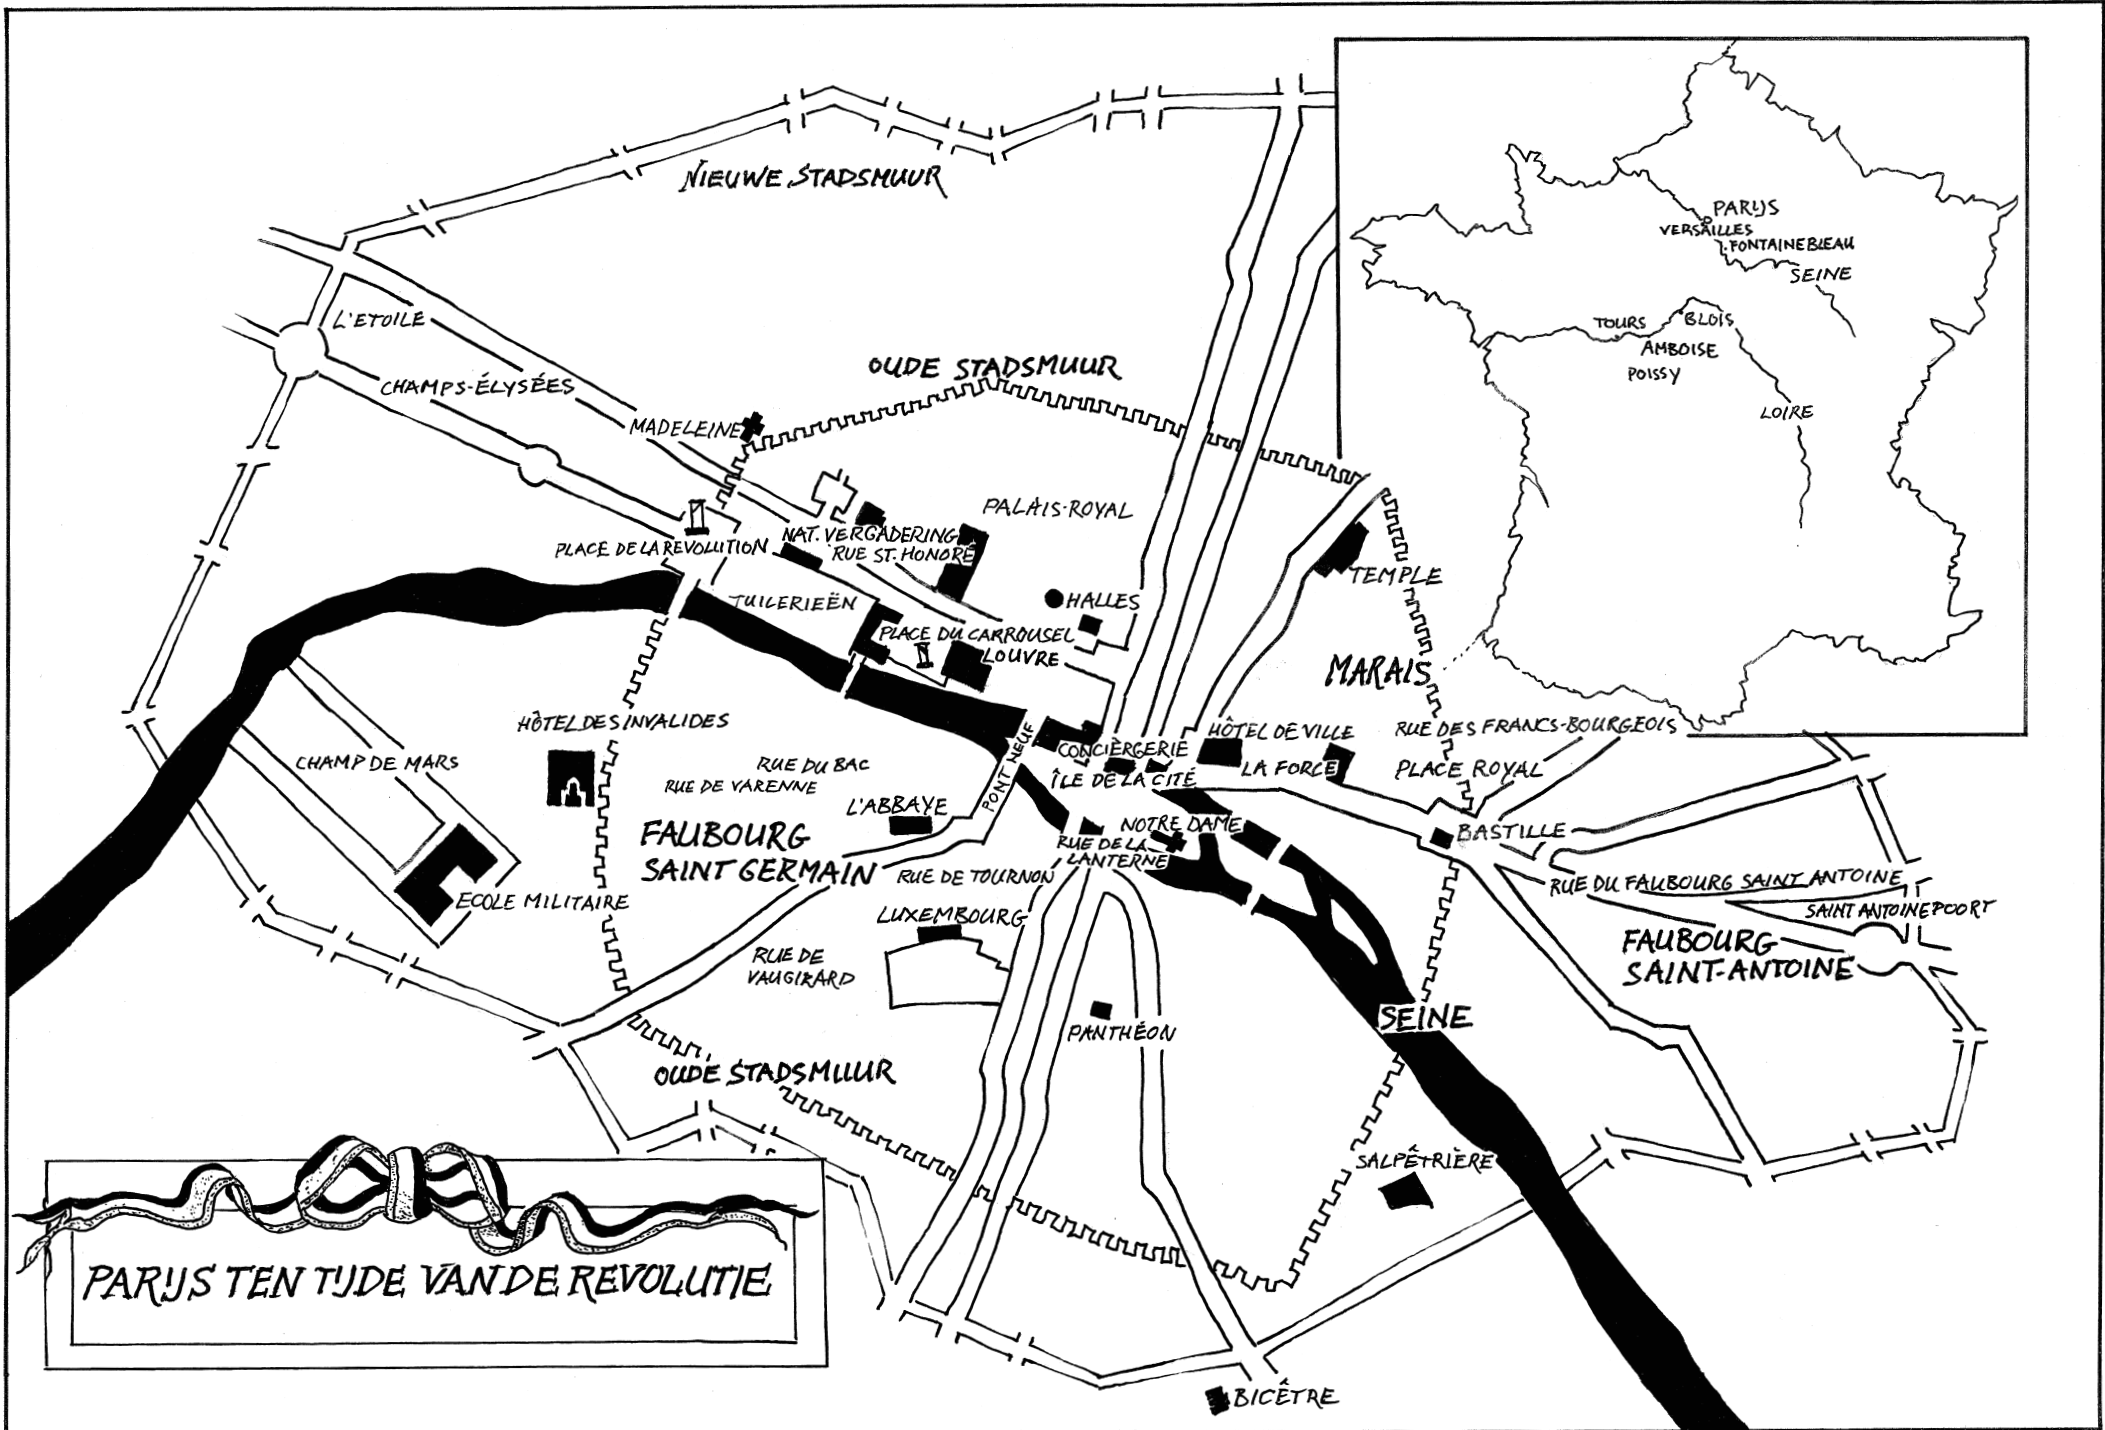 NIEUWE STADSMUUR
PARIJS
VERSAILLES
FONTAINEBLEAU
SEINE
TOURS
BLOIS
AMBOISE
POISSY
LOIRE
L'ETOILE
CHAMPS-ÉLYSÉES
OUDE STADSMUUR
MADELEINE
PALAIS-ROYAL
NAT. VERGADERING
RUE ST. HONORÉ
PLACE DE LA REVOLUTION
TUILERIEËN
HALLES
TEMPLE
PLACE DU CARROUSEL
LOUVRE
MARAIS
HÔTEL DES INVALIDES
PONT NEUF
CONCIËRGERIE
HÔTEL DE VILLE
RUE DES FRANCS-BOURGEOIS
CHAMP DE MARS
RUE DU BAC
RUE DE VARENNE
ÎLE DE LA CITÉ
LA FORCE
PLACE ROYAL
L'ABBAYE
NOTRE DAME
BASTILLE
FAUBOURG
SAINT GERMAIN
RUE DE LA
LANTERNE
RUE DE TOURNON
RUE DU FAUBOURG SAINT ANTOINE
SAINT ANTOINEPOORT
ECOLE MILITAIRE
LUXEMBOURG
FAUBOURG
SAINT-ANTOINE
RUE DE
VAUGIRARD
PANTHÉON
SEINE
OUDE STADSMUUR
SALPÊTRIÈRE
PARIJS TEN TIJDE VAN DE REVOLUTIE
BICÊTRE